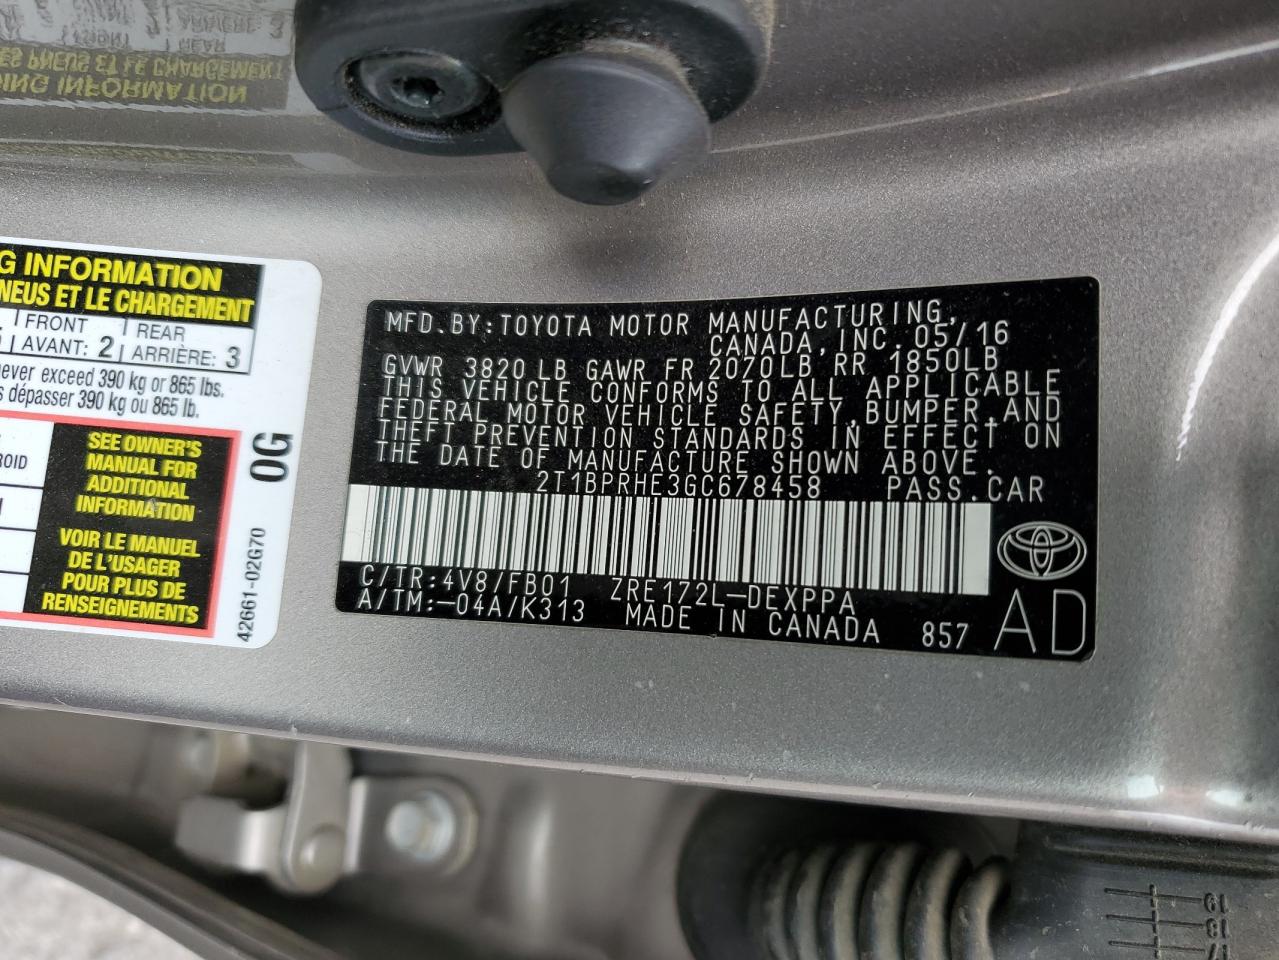 G INFORMATION
NEUS ET LE CHARGEMENT
FRONT REAR
AVANT: 2 ARRIÈRE: 3
never exceed 390 kg or 865 lbs.
s dépasser 390 kg ou 865 lb.
SEE OWNER'S
MANUAL FOR
ADDITIONAL
INFORMATION
VOIR LE MANUEL
DE L'USAGER
POUR PLUS DE
RENSEIGNEMENTS
0G
42661-02G70
MFD.BY:TOYOTA MOTOR MANUFACTURING,
CANADA,INC.05/16
GVWR 3820LB GAWR FR 2070LB RR 1850LB
THIS VEHICLE CONFORMS TO ALL APPLICABLE
FEDERAL MOTOR VEHICLE SAFETY,BUMPER,AND
THEFT PREVENTION STANDARDS IN EFFECT ON
THE DATE OF MANUFACTURE SHOWN ABOVE.
2T1BPRHE3GC678458 PASS.CAR
C/TR:4V8/FB01 ZRE172L-DEXPPA
A/TM:-04A/K313 MADE IN CANADA 857
AD
19
18
17